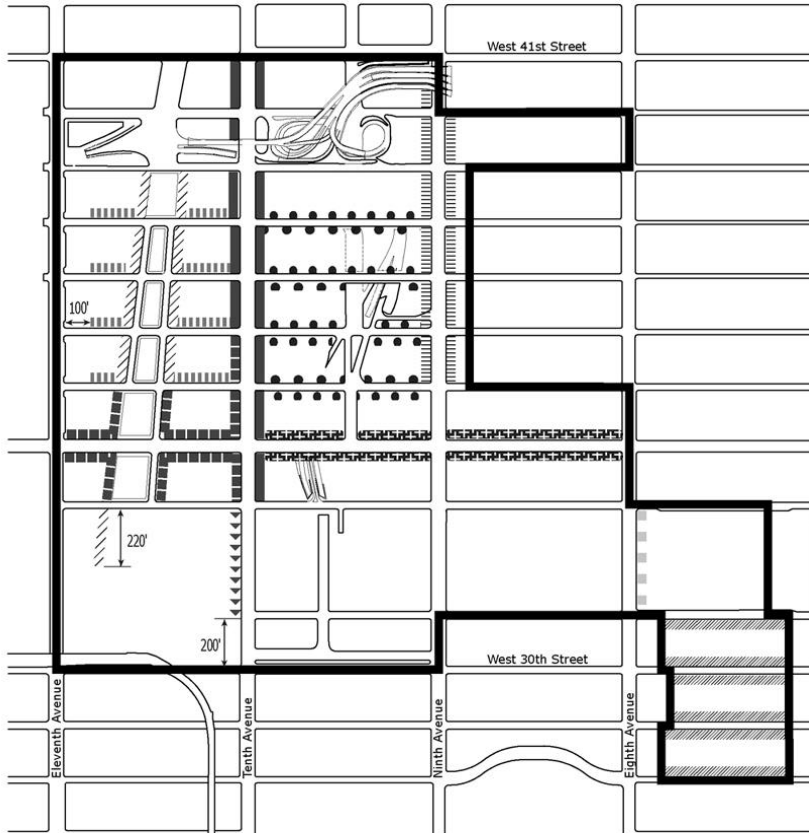 West 41st Street
100'
220'
200'
West 30th Street
Eleventh Avenue
Tenth Avenue
Ninth Avenue
Eighth Avenue